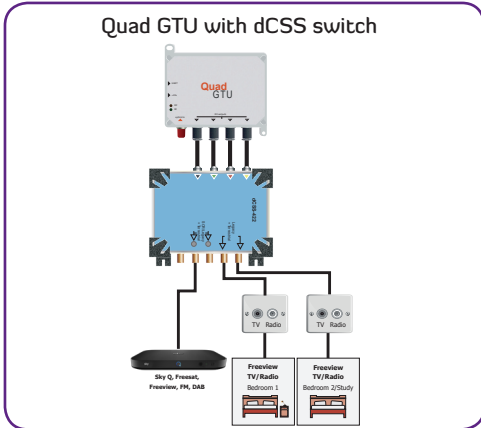 Quad GTU with dCSS switch
Quad
GTU
TV Radio
TV Radio
Sky Q, Freesat,
Freeview, FM, DAB
Freeview
TV/Radio
Bedroom 1
Freeview
TV/Radio
Bedroom 2/Study